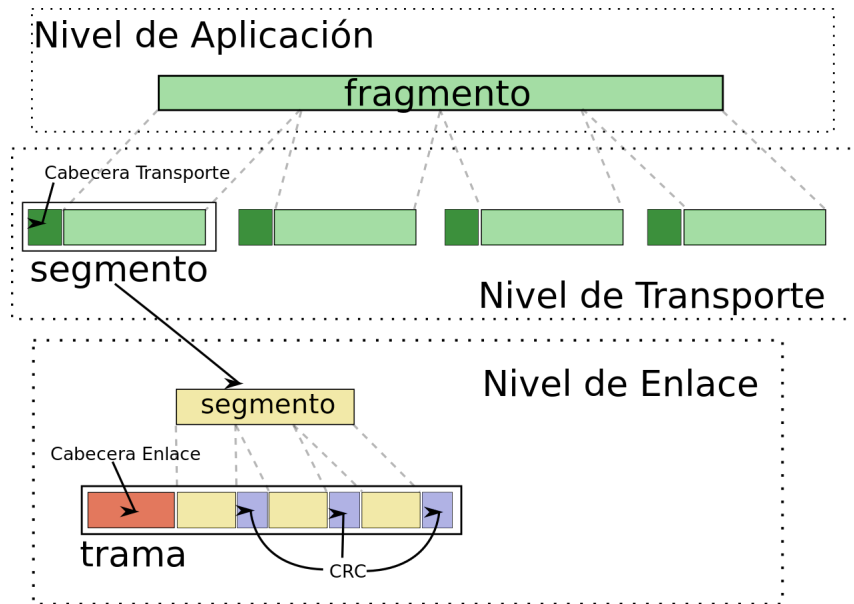 Nivel de Aplicación
fragmento
Cabecera Transporte
segmento
Nivel de Transporte
Nivel de Enlace
segmento
Cabecera Enlace
trama
CRC